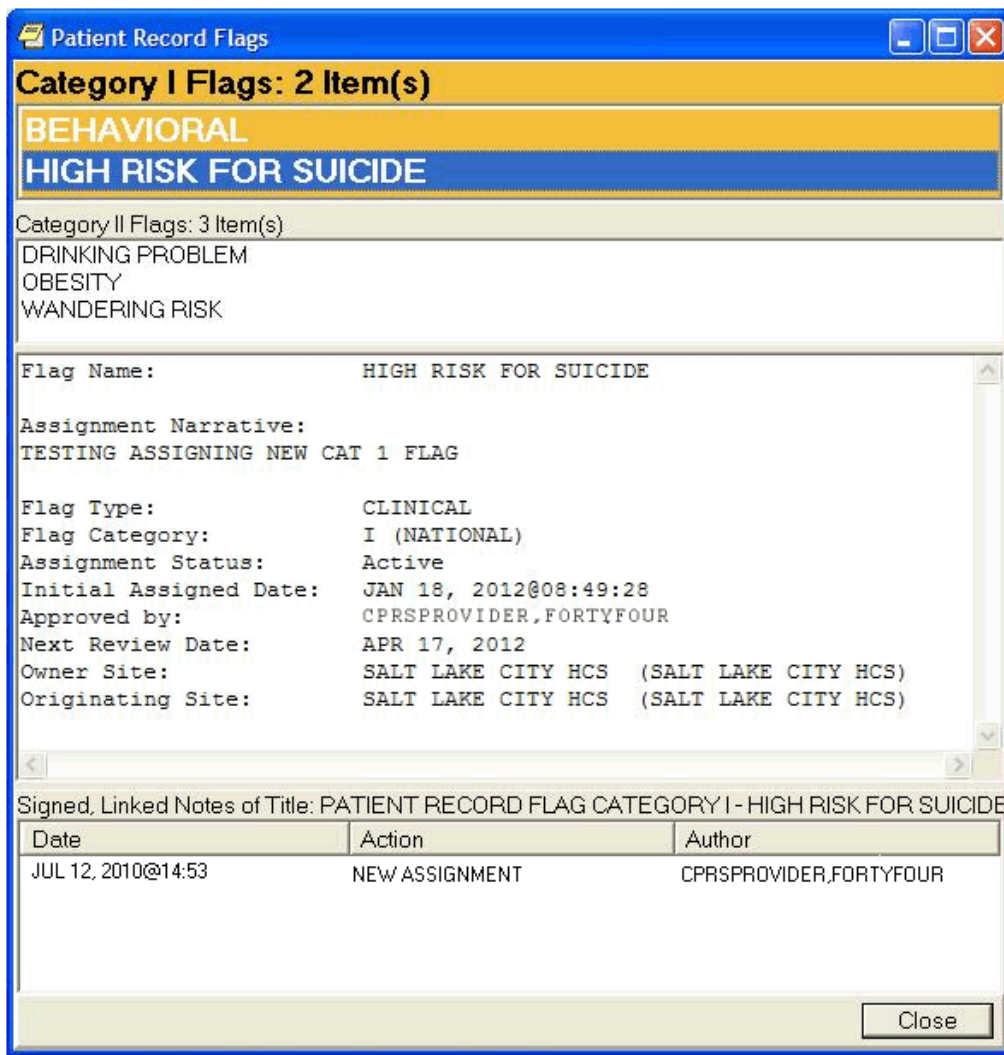 Patient Record Flags
Category I Flags: 2 Item(s)
BEHAVIORAL
HIGH RISK FOR SUICIDE
Category II Flags: 3 Item(s)
DRINKING PROBLEM
OBESITY
WANDERING RISK
Flag Name: HIGH RISK FOR SUICIDE
Assignment Narrative:
TESTING ASSIGNING NEW CAT 1 FLAG
Flag Type: CLINICAL
Flag Category: I (NATIONAL)
Assignment Status: Active
Initial Assigned Date: JAN 18, 2012@08:49:28
Approved by: CPRSPROVIDER,FORTYFOUR
Next Review Date: APR 17, 2012
Owner Site: SALT LAKE CITY HCS (SALT LAKE CITY HCS)
Originating Site: SALT LAKE CITY HCS (SALT LAKE CITY HCS)
Signed, Linked Notes of Title: PATIENT RECORD FLAG CATEGORY I - HIGH RISK FOR SUICIDE
Date Action Author
JUL 12, 2010@14:53 NEW ASSIGNMENT CPRSPROVIDER,FORTYFOUR
Close